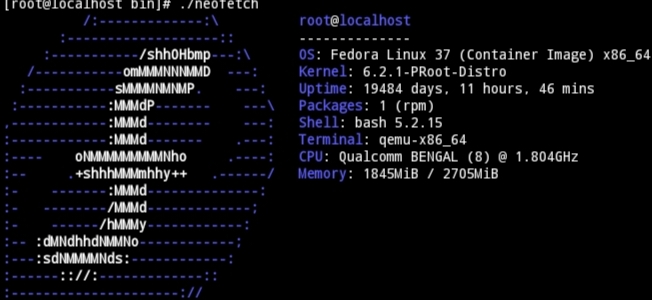 [root@localhost bin]# ./neofetch
/:-------------:\
:-------------------::
:-----------/shhOHbmp---:\
/-----------omMMMNNNMMD ---:
:-----------sMMMMNMNMP. ---:
:-----------:MMMdP------- ---\
,------------:MMMd-------- ---:
:------------:MMMd------- .---:
:---- oNMMMMMMMMMNho .----:
:-- .+shhhMMMmhhy++ .------/
:- -------:MMMd--------------:
:- --------/MMMd-------------;
:- ------/hMMMy------------:
:-- :dMNdhhdNMMNo------------;
:---:sdNMMMMNds:------------:
:------:://:-------------::
:---------------------://
root@localhost
--------------
OS: Fedora Linux 37 (Container Image) x86_64
Kernel: 6.2.1-PRoot-Distro
Uptime: 19484 days, 11 hours, 46 mins
Packages: 1 (rpm)
Shell: bash 5.2.15
Terminal: qemu-x86_64
CPU: Qualcomm BENGAL (8) @ 1.804GHz
Memory: 1845MiB / 2705MiB